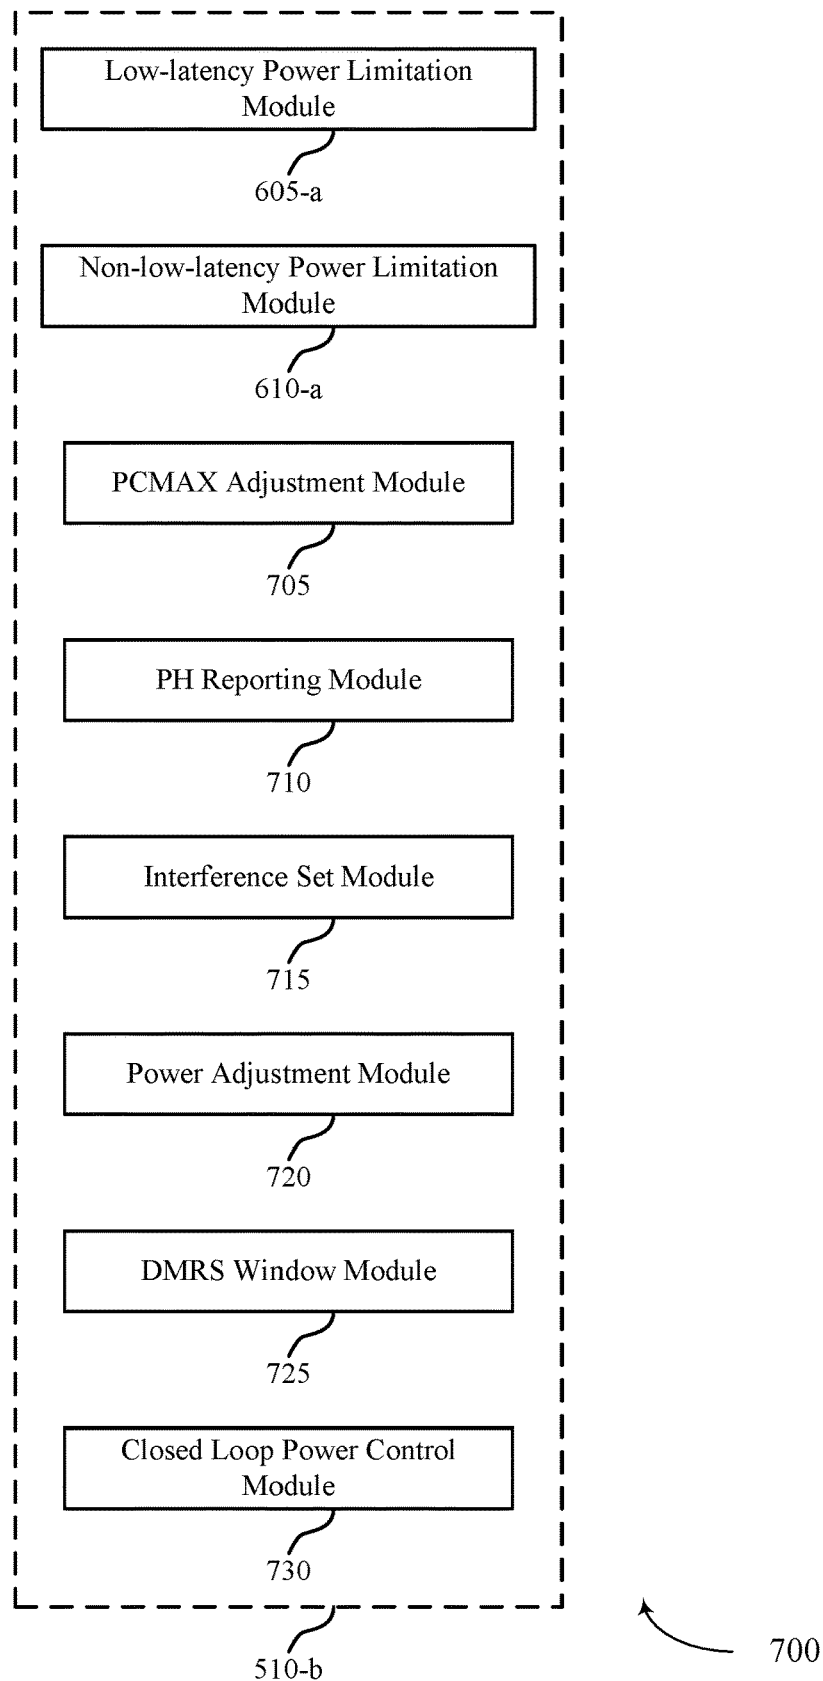 Low-latency Power Limitation
Module
605-a
Non-low-latency Power Limitation
Module
610-a
PCMAX Adjustment Module
705
PH Reporting Module
710
Interference Set Module
715
Power Adjustment Module
720
DMRS Window Module
725
Closed Loop Power Control
Module
730
510-b
700